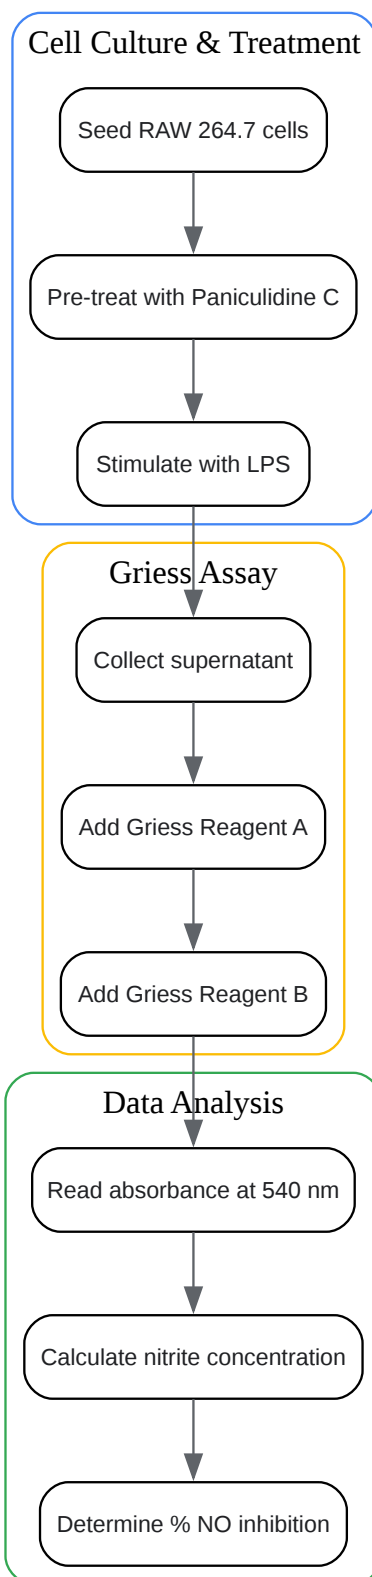 Cell Culture & Treatment
Seed RAW 264.7 cells
Pre-treat with Paniculidine C
Stimulate with LPS
Griess Assay
Collect supernatant
Add Griess Reagent A
Add Griess Reagent B
Data Analysis
Read absorbance at 540 nm
Calculate nitrite concentration
Determine % NO inhibition